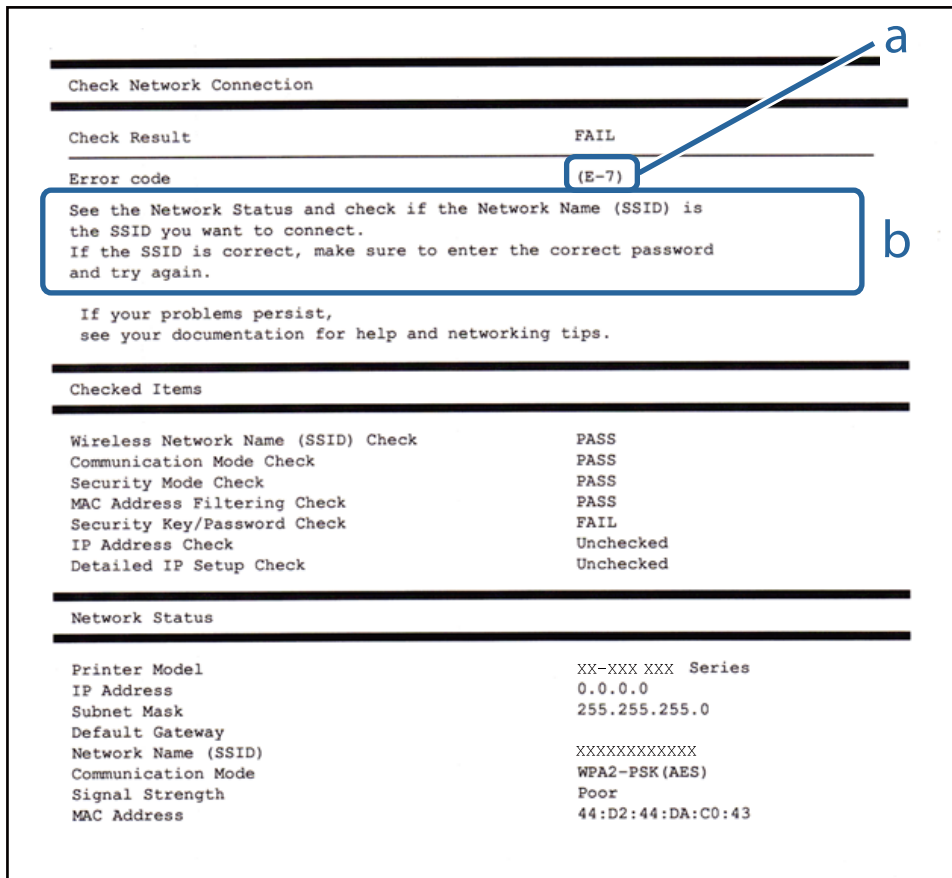 a
Check Network Connection
Check Result FAIL
Error code (E-7)
See the Network Status and check if the Network Name (SSID) is
the SSID you want to connect.
If the SSID is correct, make sure to enter the correct password
and try again.
b
If your problems persist,
see your documentation for help and networking tips.
Checked Items
Wireless Network Name (SSID) Check PASS
Communication Mode Check PASS
Security Mode Check PASS
MAC Address Filtering Check PASS
Security Key/Password Check FAIL
IP Address Check Unchecked
Detailed IP Setup Check Unchecked
Network Status
Printer Model XX-XXX XXX Series
IP Address 0.0.0.0
Subnet Mask 255.255.255.0
Default Gateway
Network Name (SSID) XXXXXXXXXXXX
Communication Mode WPA2-PSK(AES)
Signal Strength Poor
MAC Address 44:D2:44:DA:C0:43